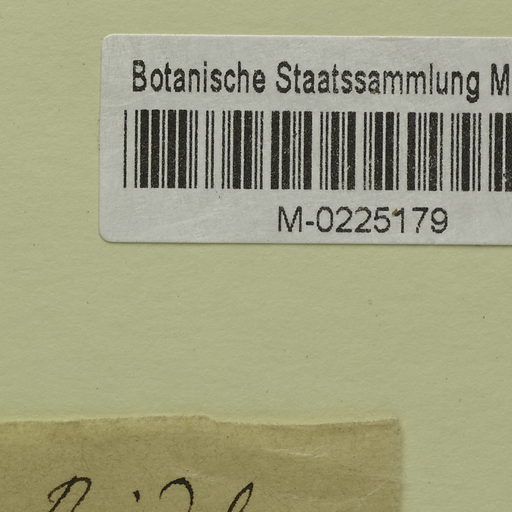 Botanische Staatssammlung M
M-0225179